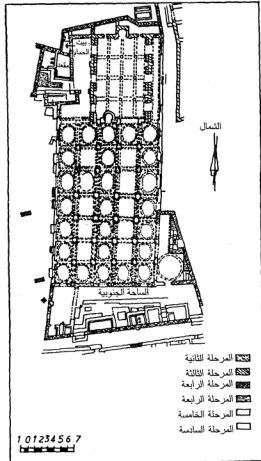 بيت
الشمال
الساحة الجنوبية
المرحلة الثانية
المرحلة الثالثة
المرحلة الرابعة
المرحلة الرابعة
المرحلة الخامسة
المرحلة السادسة
1 0 1 2 3 4 5 6 7